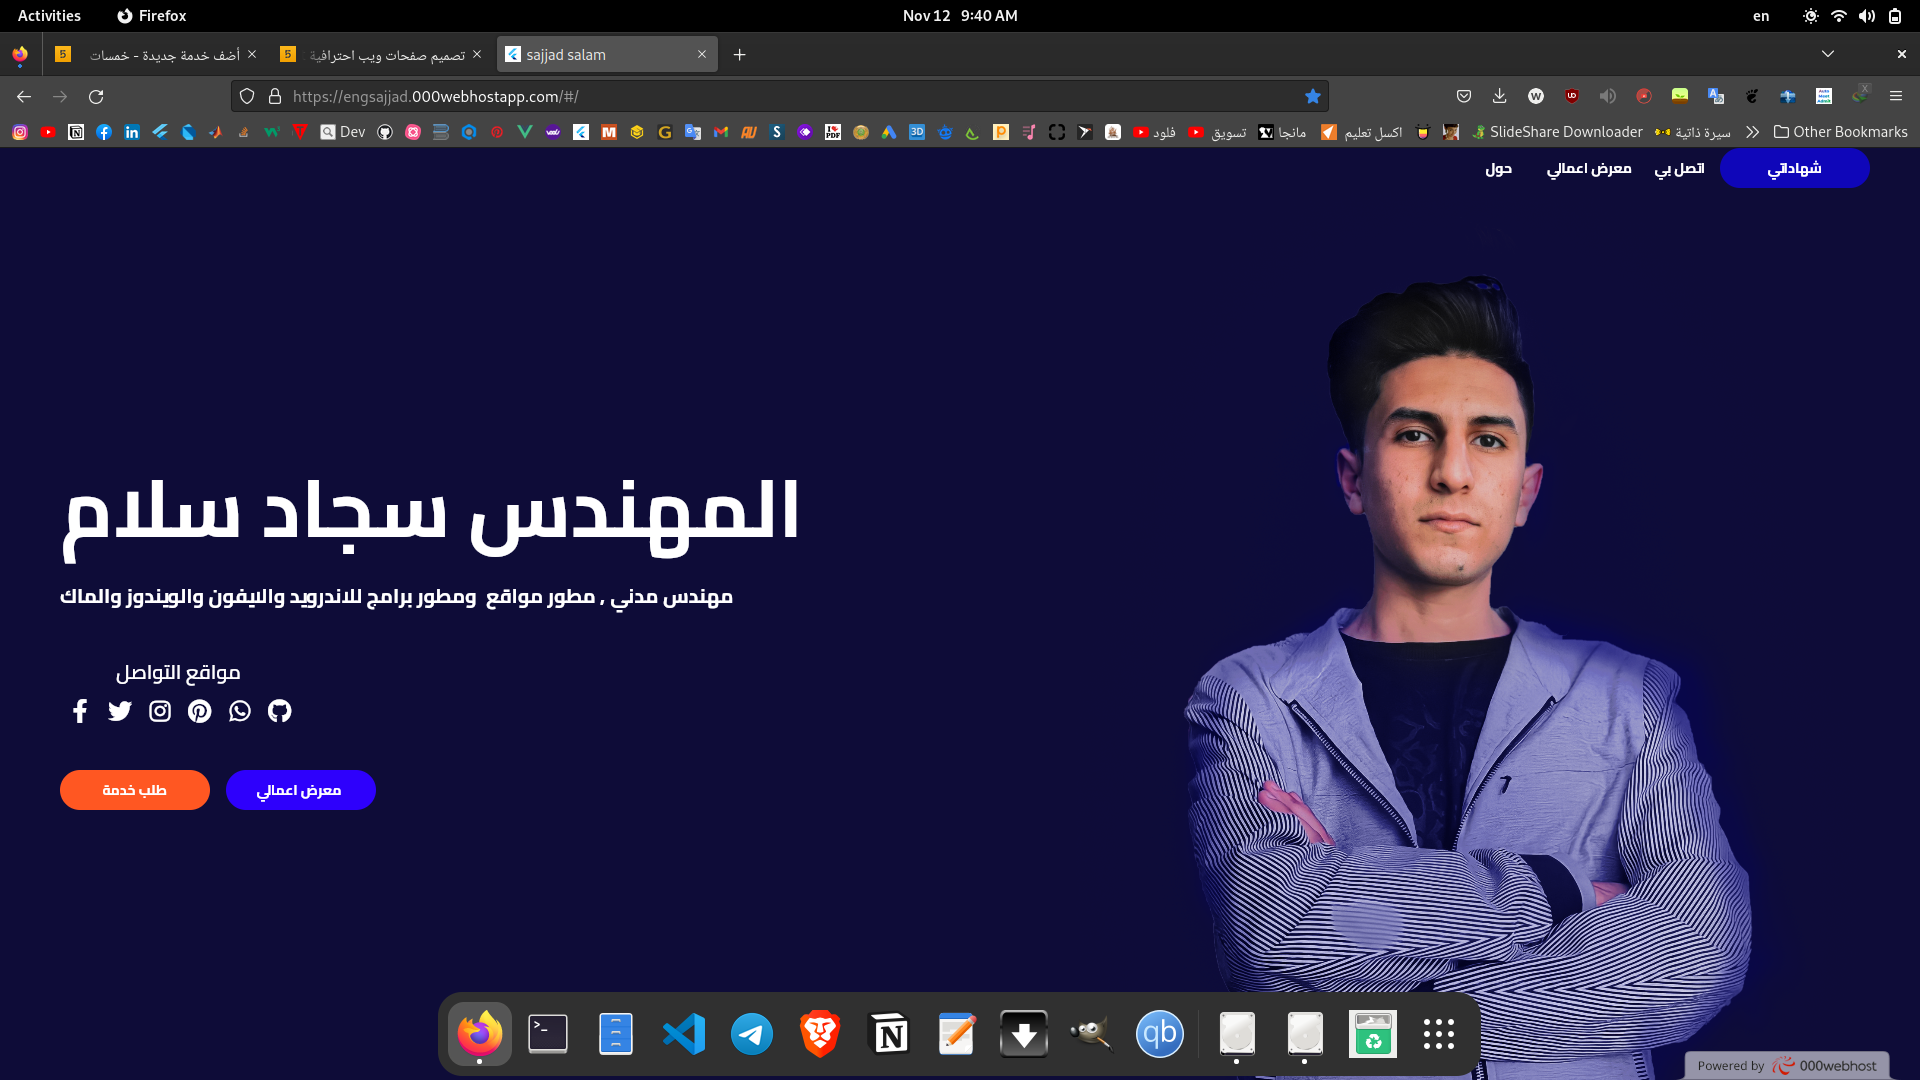 Activities
Firefox
Nov 12 9:40 AM
en
أضف خدمة جديدة - خمسات
تصميم صفحات ويب احترافية
sajjad salam
https://engsajjad.000webhostapp.com/#/
Dev
فلود
تسويق
مانجا
اكسل تعليم
SlideShare Downloader
سيرة ذاتية
Other Bookmarks
حول
معرض اعمالي
اتصل بي
شهاداتي
المهندس سجاد سلام
مهندس مدني , مطور مواقع ومطور برامج للاندرويد والايفون والويندوز والماك
مواقع التواصل
طلب خدمة
معرض اعمالي
Powered by 000webhost